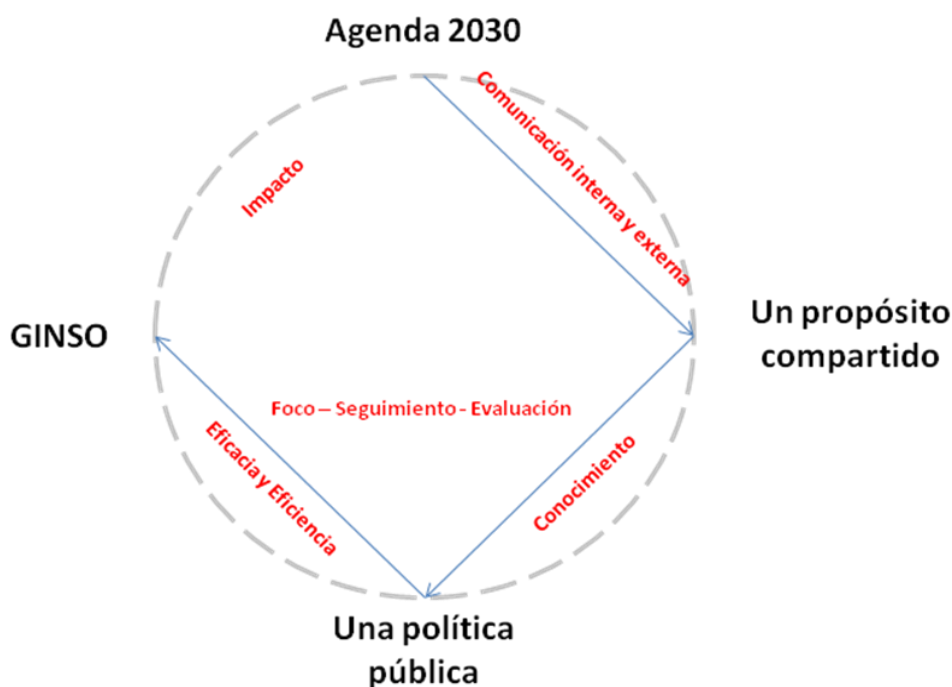 Agenda 2030
Comunicación interna y externa
Impacto
GINSO
Un propósito
compartido
Foco – Seguimiento - Evaluación
Eficacia y Eficiencia
Conocimiento
Una política
pública